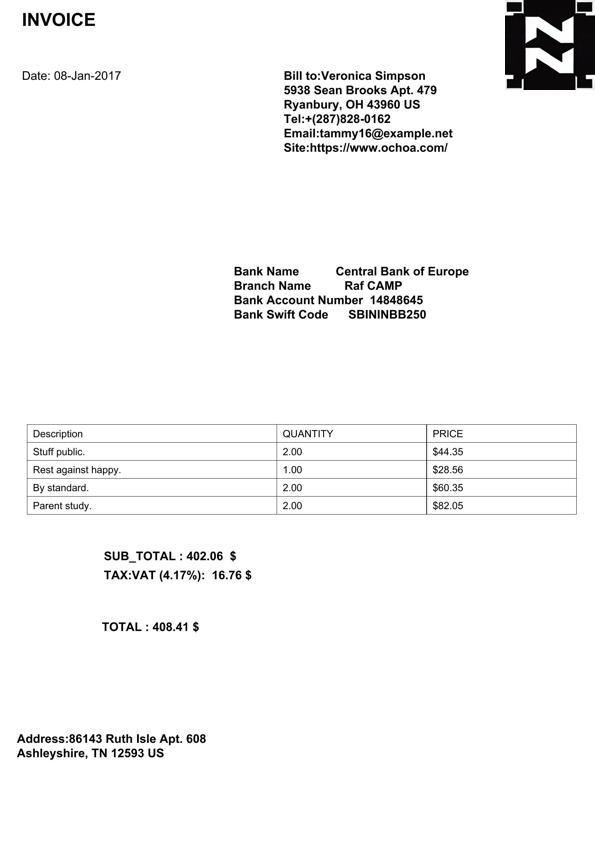 INVOICE
Date: 08-Jan-2017
Bill to:Veronica Simpson
5938 Sean Brooks Apt. 479
Ryanbury, OH 43960 US
Tel:+(287)828-0162
Email:tammy16@example.net
Site:https://www.ochoa.com/
Bank Name Central Bank of Europe
Branch Name Raf CAMP
Bank Account Number 14848645
Bank Swift Code SBININBB250
Description QUANTITY PRICE
Stuff public. 2.00 $44.35
Rest against happy. 1.00 $28.56
By standard. 2.00 $60.35
Parent study. 2.00 $82.05
SUB_TOTAL : 402.06 $
TAX:VAT (4.17%): 16.76 $
TOTAL : 408.41 $
Address:86143 Ruth Isle Apt. 608
Ashleyshire, TN 12593 US